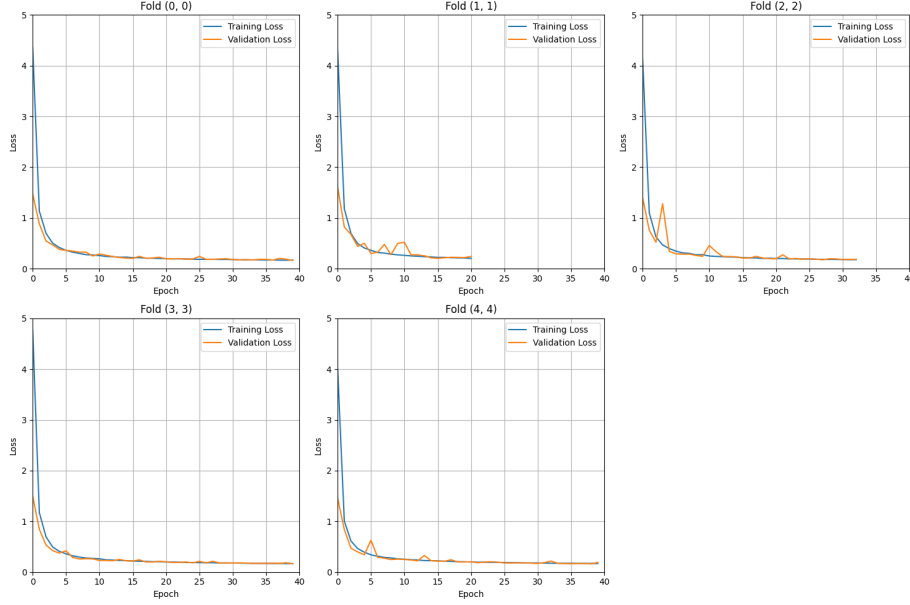 Fold (0, 0)
Training Loss
Validation Loss
Loss
5
4
3
2
1
0
0 5 10 15 20 25 30 35 40
Epoch
Fold (1, 1)
Training Loss
Validation Loss
Loss
5
4
3
2
1
0
0 5 10 15 20 25 30 35 40
Epoch
Fold (2, 2)
Training Loss
Validation Loss
Loss
5
4
3
2
1
0
0 5 10 15 20 25 30 35 40
Epoch
Fold (3, 3)
Training Loss
Validation Loss
Loss
5
4
3
2
1
0
0 5 10 15 20 25 30 35 40
Epoch
Fold (4, 4)
Training Loss
Validation Loss
Loss
5
4
3
2
1
0
0 5 10 15 20 25 30 35 40
Epoch